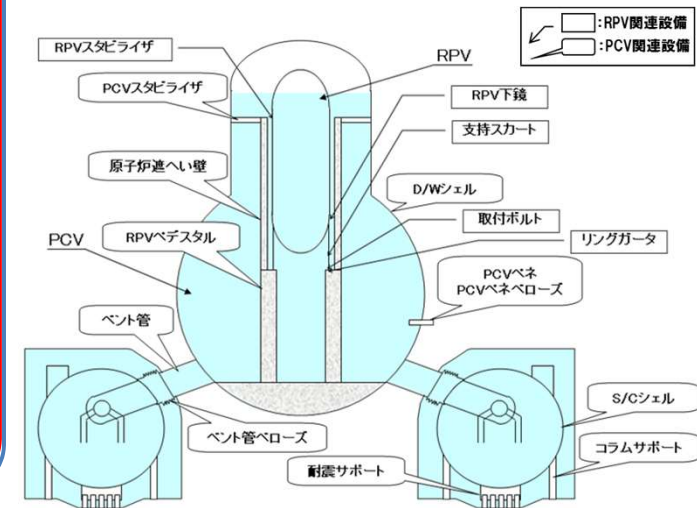 :RPV関連設備
:PCV関連設備
RPVスタビライザ
RPV
PCVスタビライザ
RPV下鏡
支持スカート
原子炉遮へい壁
D/Wシェル
取付ボルト
PCV
RPVペデスタル
リングガータ
PCVペネ
PCVペネベローズ
ベント管
S/Cシェル
ベント管ベローズ
コラムサポート
耐震サポート